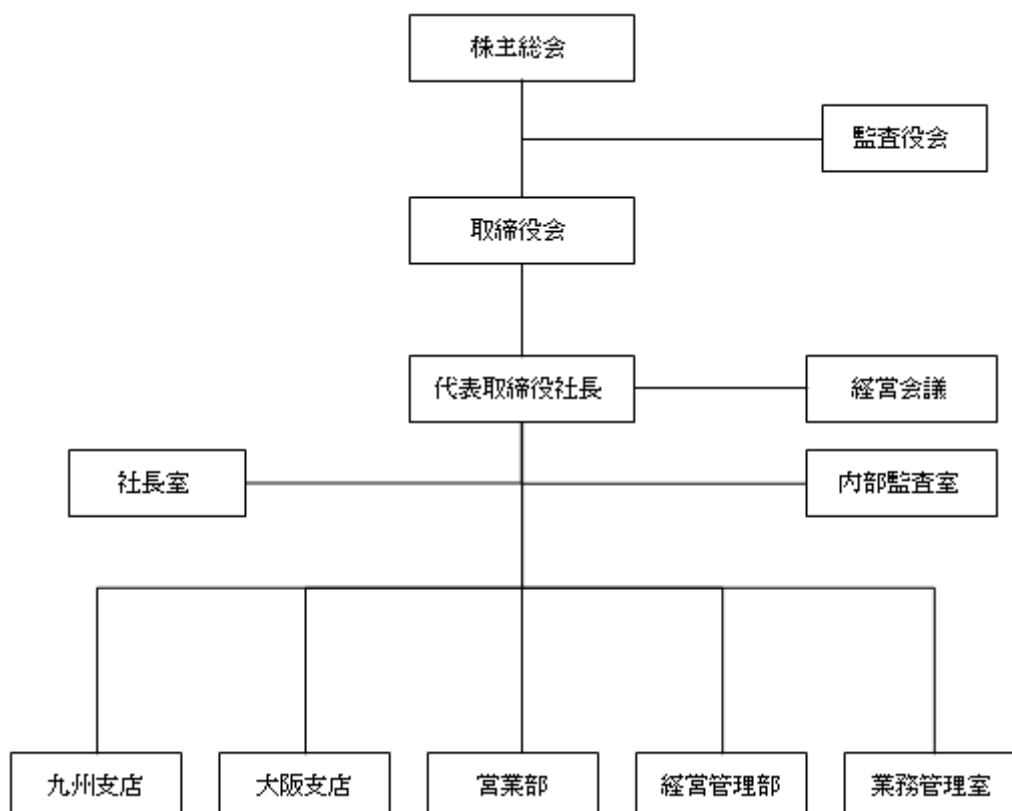 株主総会
監査役会
取締役会
代表取締役社長
経営会議
社長室
内部監査室
九州支店
大阪支店
営業部
経営管理部
業務管理室